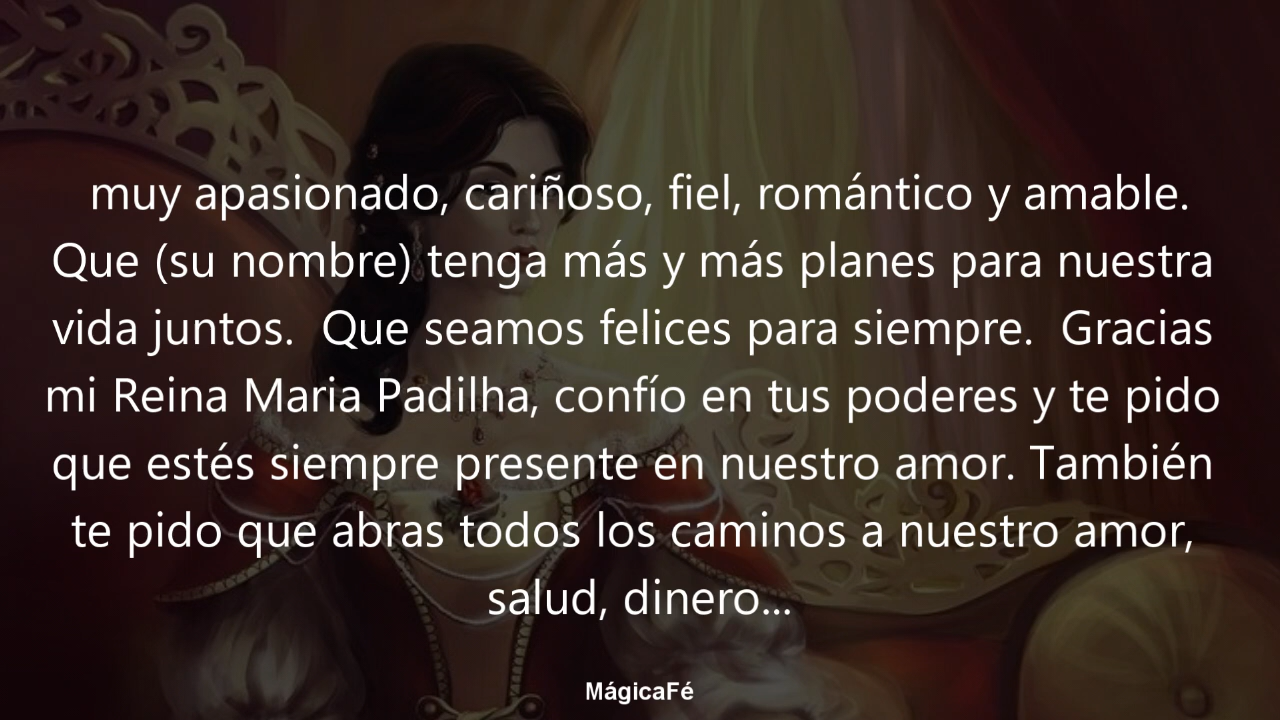 muy apasionado, cariñoso, fiel, romántico y amable.
Que (su nombre) tenga más y más planes para nuestra
vida juntos.  Que seamos felices para siempre.  Gracias
mi Reina Maria Padilha, confío en tus poderes y te pido
que estés siempre presente en nuestro amor. También
te pido que abras todos los caminos a nuestro amor,
salud, dinero...
MágicaFé